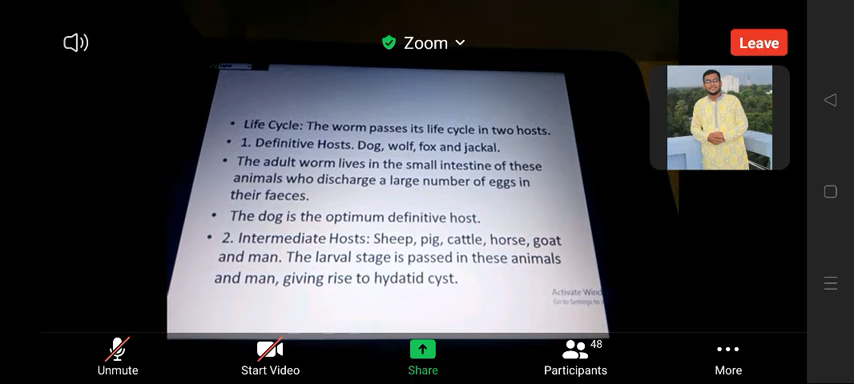 Zoom
Leave
• Life Cycle: The worm passes its life cycle in two hosts.
• 1. Definitive Hosts. Dog, wolf, fox and jackal.
• The adult worm lives in the small intestine of these
animals who discharge a large number of eggs in
their faeces.
• The dog is the optimum definitive host.
• 2. Intermediate Hosts: Sheep, pig, cattle, horse, goat
and man. The larval stage is passed in these animals
and man, giving rise to hydatid cyst.
Activate Wind
Go to Settings to
Unmute
Start Video
Share
48
Participants
More